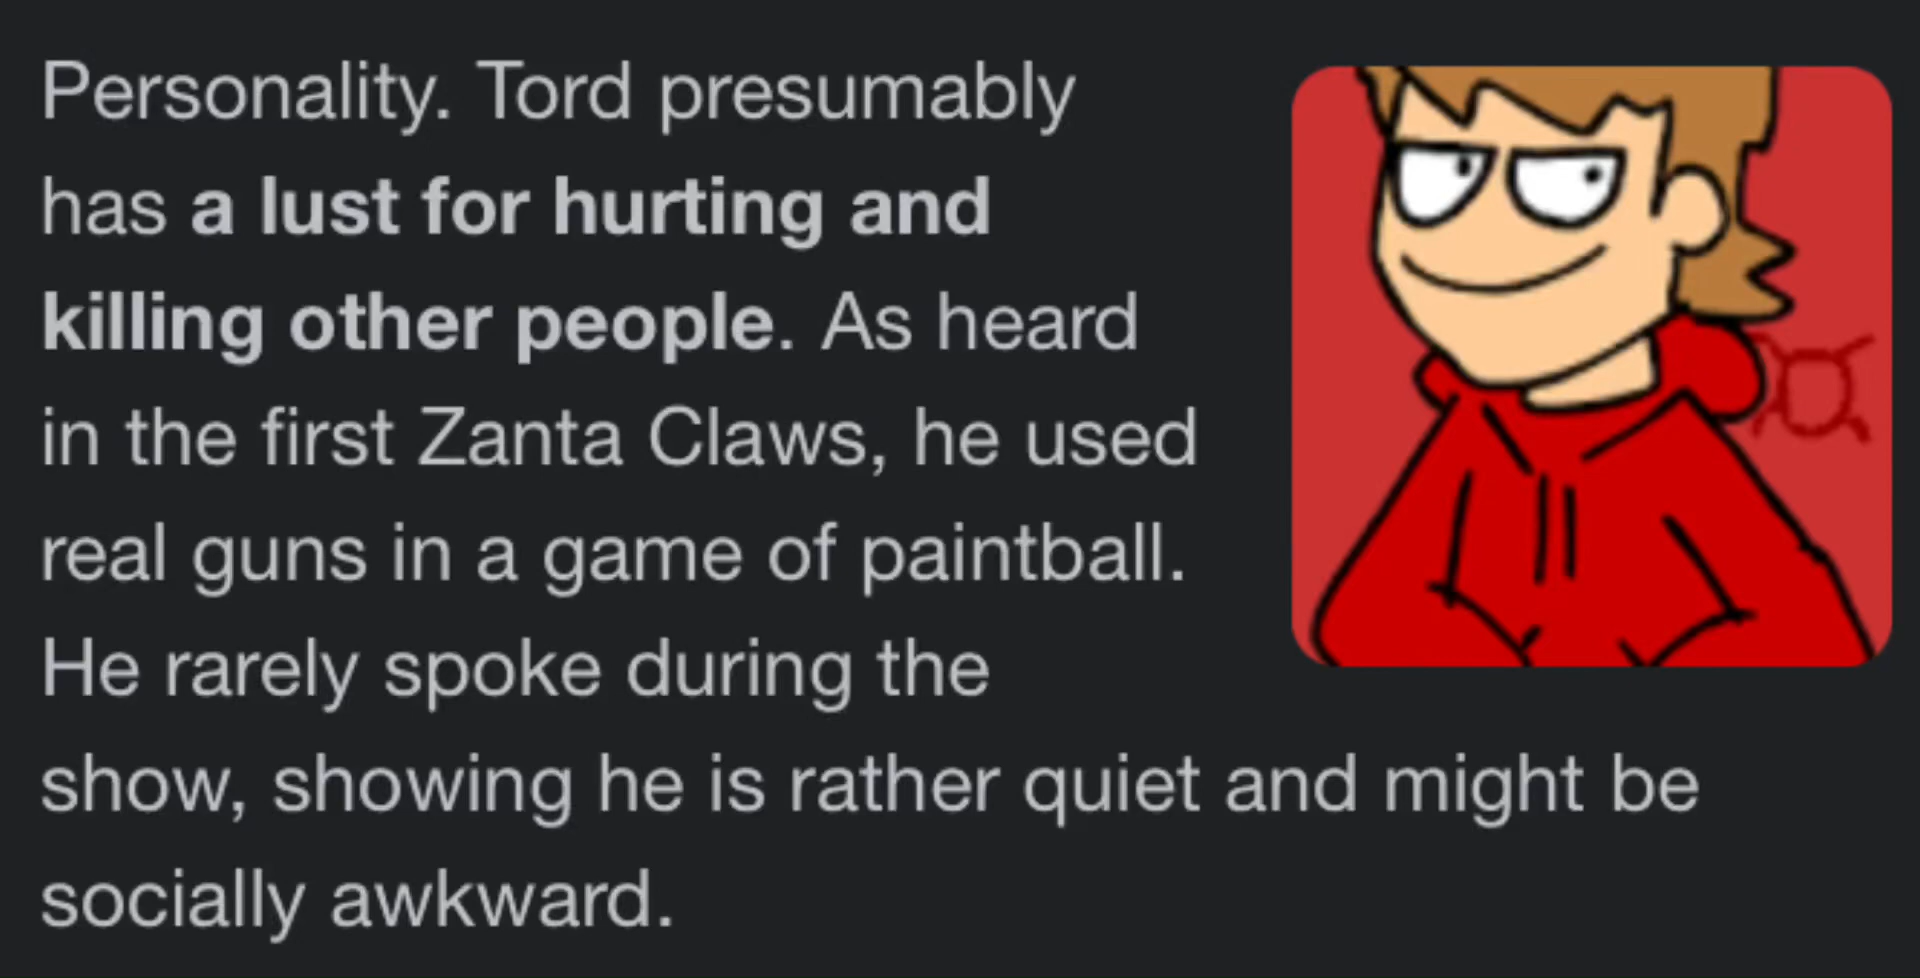 Personality. Tord presumably
has a lust for hurting and
killing other people. As heard
in the first Zanta Claws, he used
real guns in a game of paintball.
He rarely spoke during the
show, showing he is rather quiet and might be
socially awkward.